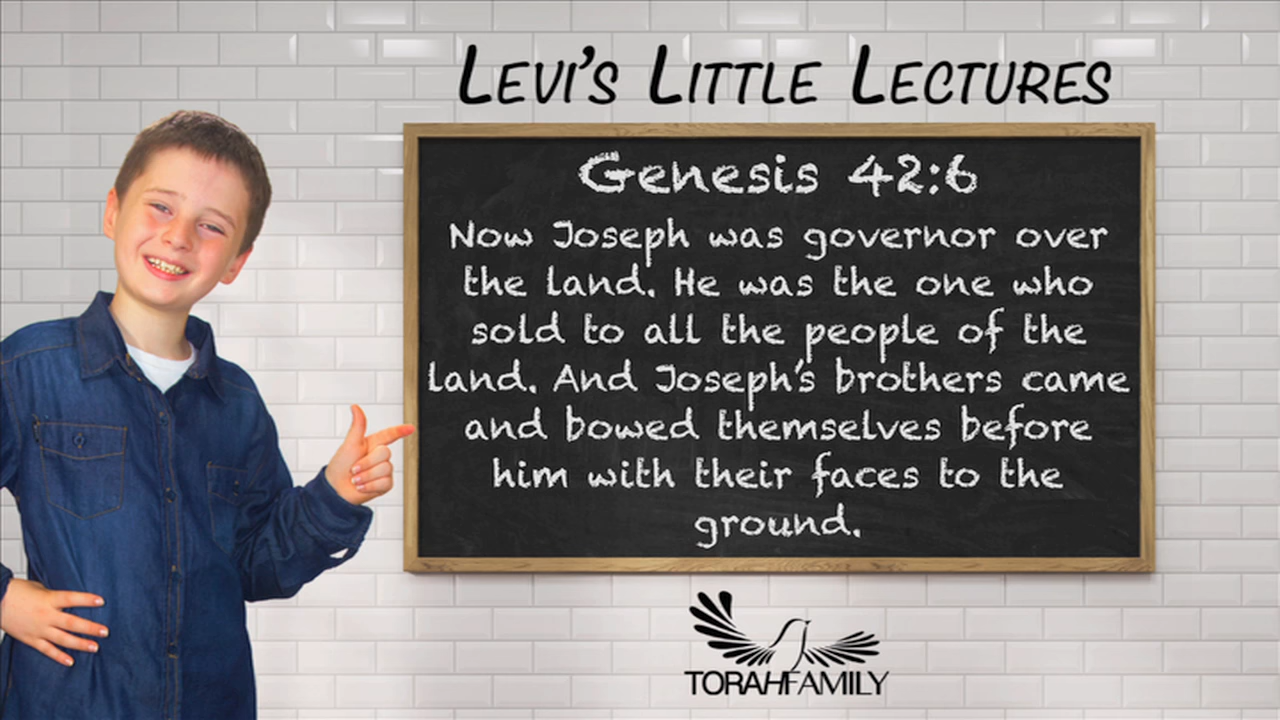 Levi's Little Lectures
Genesis 42:6
Now Joseph was governor over
the land. He was the one who
sold to all the people of the
land. And Joseph's brothers came
and bowed themselves before
him with their faces to the
ground.
TORAHFAMILY